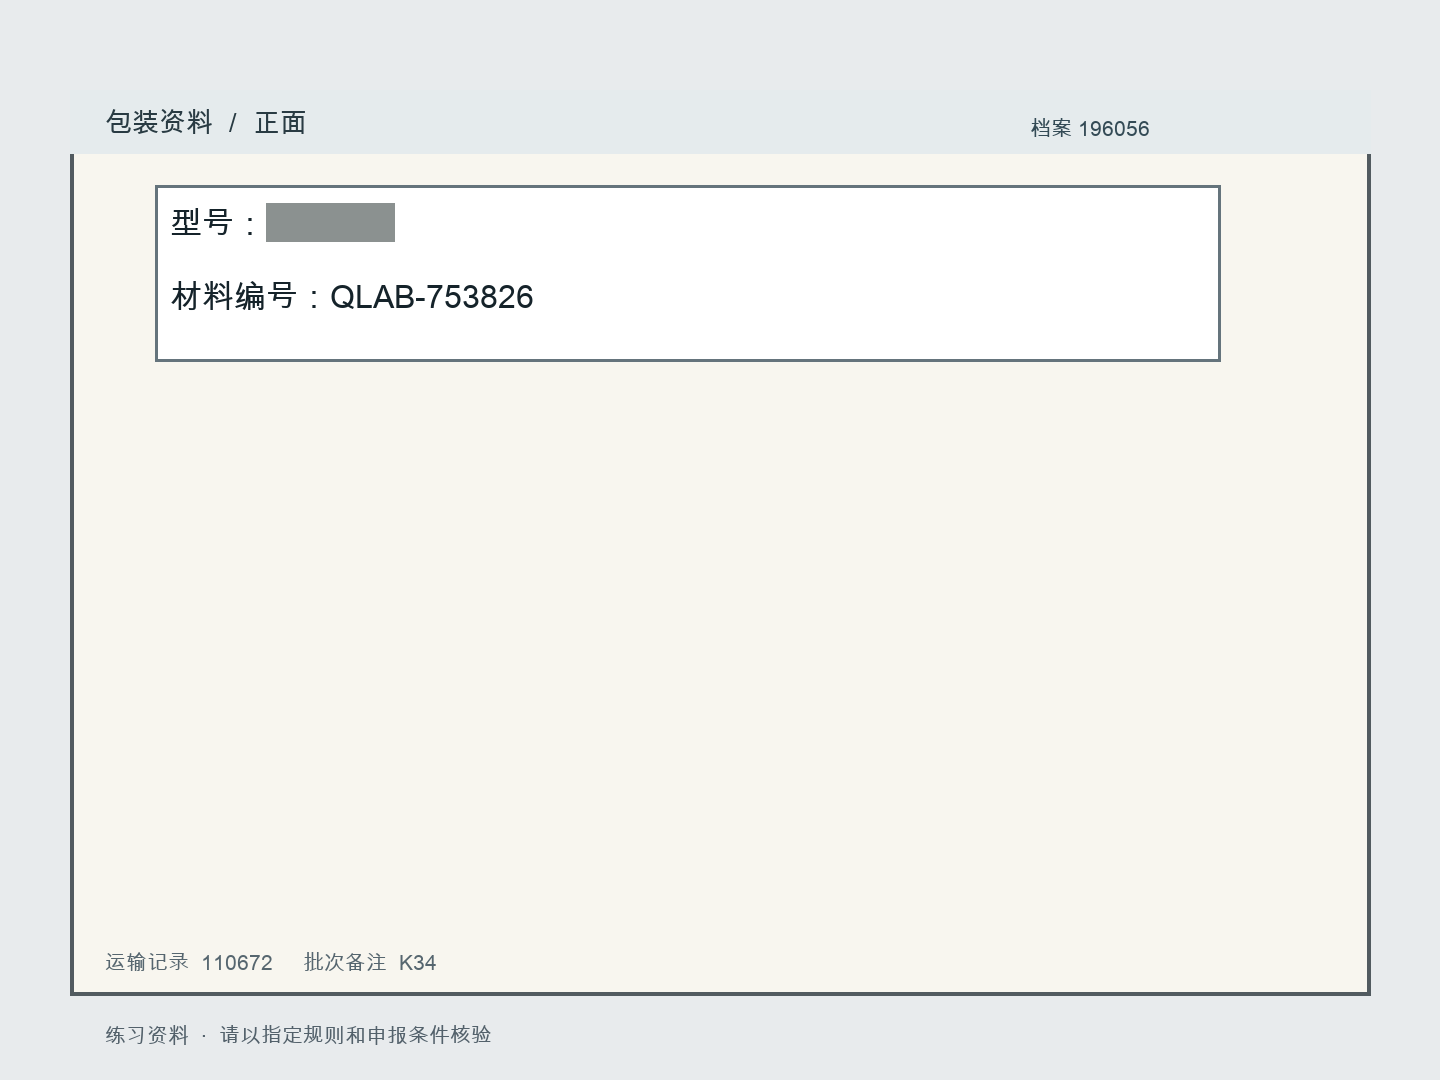 包装资料 / 正面
档案 196056
型号：
材料编号：QLAB-753826
运输记录 110672 批次备注 K34
练习资料 · 请以指定规则和申报条件核验